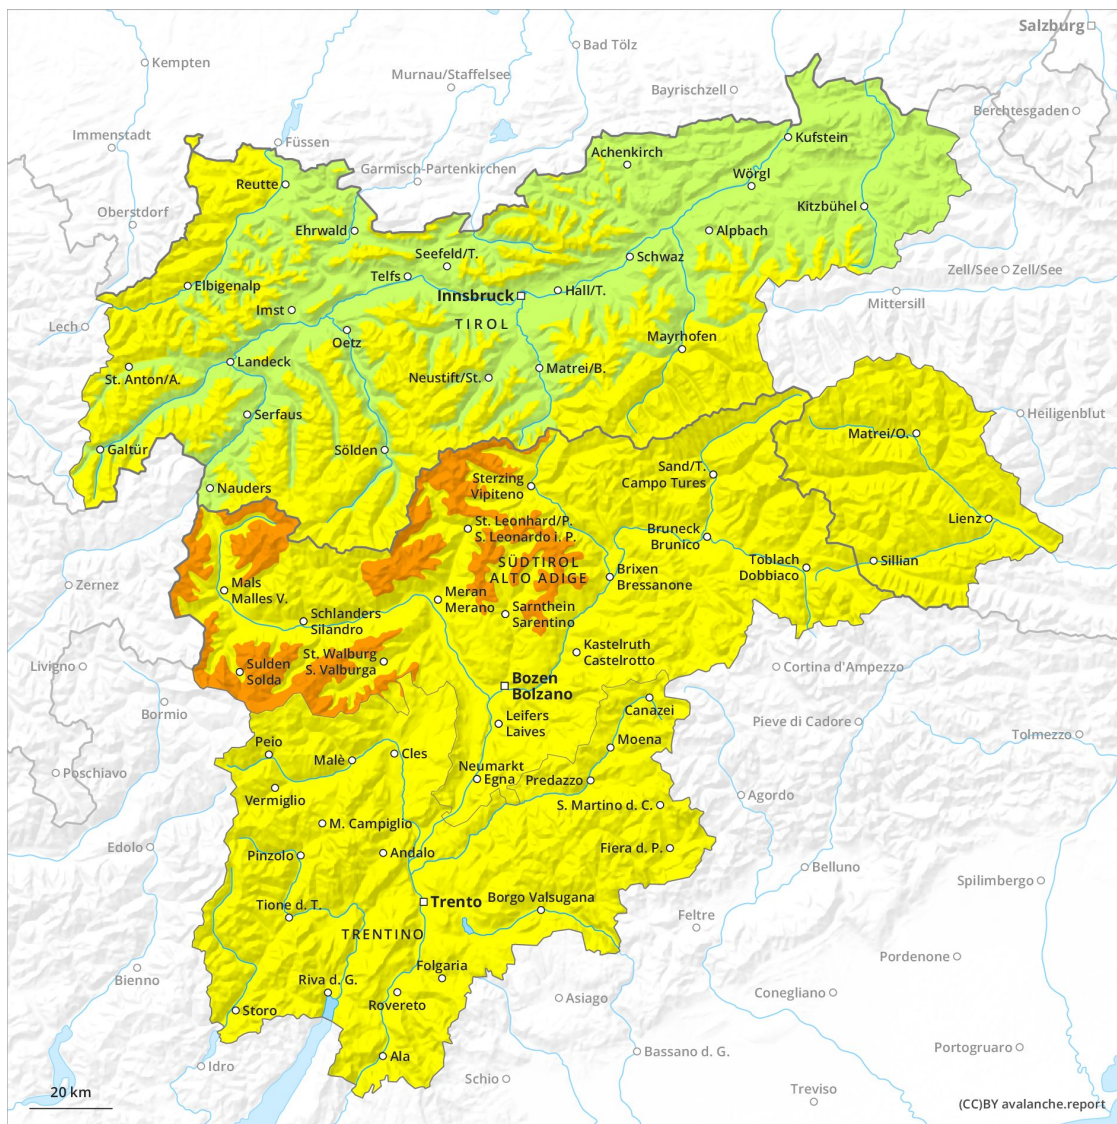 Salzburg
Bad Tölz
Kempten
Murnau/Staffelsee
Bayrischzell
Berchtesgaden
Immenstadt
Füssen
Kufstein
Achenkirch
Garmisch-Partenkirchen
Wörgl
Reutte
Oberstdorf
Kitzbühel
Ehrwald
Alpbach
Seefeld/T.
Schwaz
Telfs
Zell/See
Zell/See
Elbigenalp
Innsbruck
Hall/T.
Mittersill
Imst
TIROL
Lech
Oetz
Mayrhofen
Landeck
Matrei/B.
St. Anton/A.
Neustift/St.
Serfaus
Heiligenblut
Matrei/O.
Galtür
Sölden
Sand/T.
Campo Tures
Sterzing
Vipiteno
Nauders
Lienz
St. Leonhard/P.
S. Leonardo i. P.
Bruneck
Brunico
SÜDTIROL
ALTO ADIGE
Toblach
Dobbiaco
Sillian
Brixen
Bressanone
Zernez
Mals
Malles V.
Meran
Merano
Sarnthein
Sarentino
Schlanders
Silandro
Kastelruth
Castelrotto
St. Walburg
S. Valburga
Livigno
Sulden
Solda
Cortina d'Ampezzo
Bozen
Bolzano
Bormio
Canazei
Leifers
Laives
Pieve di Cadore
Tolmezzo
Peio
Moena
Cles
Malè
Neumarkt
Egna
Poschiavo
Predazzo
Vermiglio
Agordo
S. Martino d. C.
M. Campiglio
Edolo
Pinzolo
Andalo
Fiera d. P.
Belluno
Spilimbergo
Trento
Borgo Valsugana
Tione d. T.
Feltre
TRENTINO
Pordenone
Folgaria
Bienno
Riva d. G.
Conegliano
Rovereto
Asiago
Storo
Portogruaro
Bassano d. G.
Ala
Idro
Schio
Treviso
20 km
(CC)BY avalanche.report